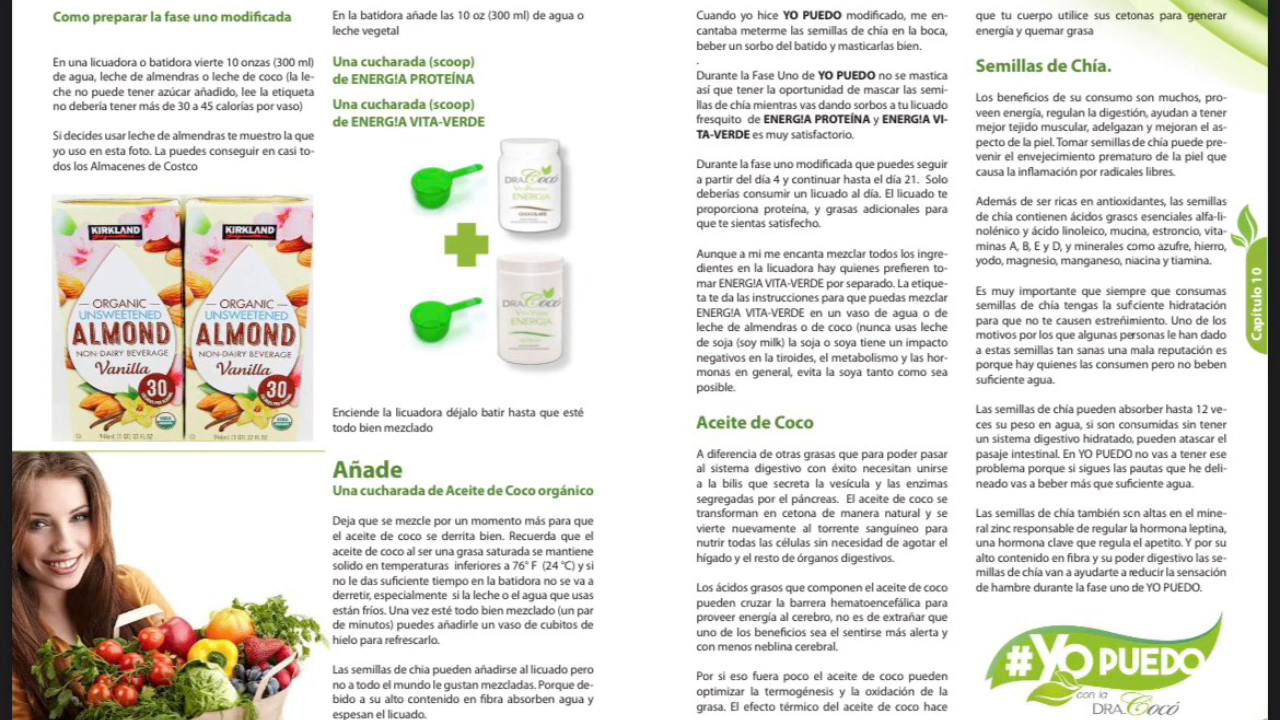 Como preparar la fase uno modificada
En una licuadora o batidora vierte 10 onzas (300 ml)
de agua, leche de almendras o leche de coco (la le-
che no puede tener azúcar añadido, lee la etiqueta
no debería tener más de 30 a 45 calorías por vaso)
Si decides usar leche de almendras te muestro la que
yo uso en esta foto. La puedes conseguir en casi to-
dos los Almacenes de Costco
KIRKLAND
Signature
ORGANIC
UNSWEETENED
ALMOND
NON-DAIRY BEVERAGE
Vanilla
30
KIRKLAND
Signature
ORGANIC
UNSWEETENED
ALMOND
NON-DAIRY BEVERAGE
Vanilla
30
En la batidora añade las 10 oz (300 ml) de agua o
leche vegetal
Una cucharada (scoop)
de ENERG!A PROTEÍNA
Una cucharada (scoop)
de ENERG!A VITA-VERDE
DRA.Cocó
ENERG!A
CHOCOLATE
DRA.Cocó
ENERG!A
Enciende la licuadora déjalo batir hasta que esté
todo bien mezclado
Añade
Una cucharada de Aceite de Coco orgánico
Deja que se mezcle por un momento más para que
el aceite de coco se derrita bien. Recuerda que el
aceite de coco al ser una grasa saturada se mantiene
solido en temperaturas inferiores a 76° F (24 °C) y si
no le das suficiente tiempo en la batidora no se va a
derretir, especialmente si la leche o el agua que usas
están fríos. Una vez esté todo bien mezclado (un par
de minutos) puedes añadirle un vaso de cubitos de
hielo para refrescarlo.
Las semillas de chia pueden añadirse al licuado pero
no a todo el mundo le gustan mezcladas. Porque de-
bido a su alto contenido en fibra absorben agua y
espesan el licuado.
Cuando yo hice YO PUEDO modificado, me en-
cantaba meterme las semillas de chía en la boca,
beber un sorbo del batido y masticarlas bien.
.
Durante la Fase Uno de YO PUEDO no se mastica
así que tener la oportunidad de mascar las semi-
llas de chía mientras vas dando sorbos a tu licuado
fresquito de ENERG!A PROTEÍNA y ENERG!A VI-
TA-VERDE es muy satisfactorio.
Durante la fase uno modificada que puedes seguir
a partir del día 4 y continuar hasta el día 21. Solo
deberías consumir un licuado al día. El licuado te
proporciona proteína, y grasas adicionales para
que te sientas satisfecho.
Aunque a mi me encanta mezclar todos los ingre-
dientes en la licuadora hay quienes prefieren to-
mar ENERG!A VITA-VERDE por separado. La etique-
ta te da las instrucciones para que puedas mezclar
ENERG!A VITA-VERDE en un vaso de agua o de
leche de almendras o de coco (nunca usas leche
de soja (soy milk) la soja o soya tiene un impacto
negativos en la tiroides, el metabolismo y las hor-
monas en general, evita la soya tanto como sea
posible.
Aceite de Coco
A diferencia de otras grasas que para poder pasar
al sistema digestivo con éxito necesitan unirse
a la bilis que secreta la vesícula y las enzimas
segregadas por el páncreas. El aceite de coco se
transforman en cetona de manera natural y se
vierte nuevamente al torrente sanguíneo para
nutrir todas las células sin necesidad de agotar el
hígado y el resto de órganos digestivos.
Los ácidos grasos que componen el aceite de coco
pueden cruzar la barrera hematoencefálica para
proveer energía al cerebro, no es de extrañar que
uno de los beneficios sea el sentirse más alerta y
con menos neblina cerebral.
Por si eso fuera poco el aceite de coco pueden
optimizar la termogénesis y la oxidación de la
grasa. El efecto térmico del aceite de coco hace
que tu cuerpo utilice sus cetonas para generar
energía y quemar grasa
Semillas de Chía.
Los beneficios de su consumo son muchos, pro-
veen energía, regulan la digestión, ayudan a tener
mejor tejido muscular, adelgazan y mejoran el as-
pecto de la piel. Tomar semillas de chía puede pre-
venir el envejecimiento prematuro de la piel que
causa la inflamación por radicales libres.
Además de ser ricas en antioxidantes, las semillas
de chía contienen ácidos grasos esenciales alfa-li-
nolénico y ácido linoleico, mucina, estroncio, vita-
minas A, B, E y D, y minerales como azufre, hierro,
yodo, magnesio, manganeso, niacina y tiamina.
Es muy importante que siempre que consumas
semillas de chía tengas la suficiente hidratación
para que no te causen estreñimiento. Uno de los
motivos por los que algunas personas le han dado
a estas semillas tan sanas una mala reputación es
porque hay quienes las consumen pero no beben
suficiente agua.
Las semillas de chía pueden absorber hasta 12 ve-
ces su peso en agua, si son consumidas sin tener
un sistema digestivo hidratado, pueden atascar el
pasaje intestinal. En YO PUEDO no vas a tener ese
problema porque si sigues las pautas que he deli-
neado vas a beber más que suficiente agua.
Las semillas de chía también son altas en el mine-
ral zinc responsable de regular la hormona leptina,
una hormona clave que regula el apetito. Y por su
alto contenido en fibra y su poder digestivo las se-
millas de chía van a ayudarte a reducir la sensación
de hambre durante la fase uno de YO PUEDO.
Capítulo 10
#YO PUEDO
con la
DRA.Cocó